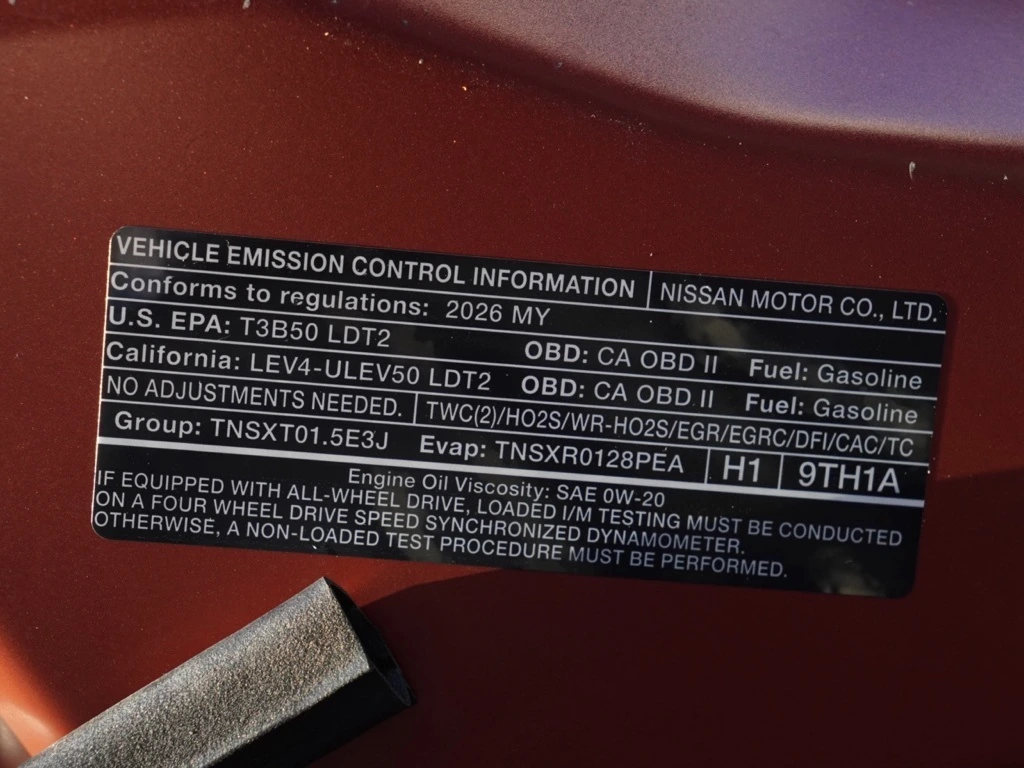 VEHICLE EMISSION CONTROL INFORMATION NISSAN MOTOR CO., LTD.
Conforms to regulations: 2026 MY
U.S. EPA: T3B50 LDT2 OBD: CA OBD II Fuel: Gasoline
California: LEV4-ULEV50 LDT2 OBD: CA OBD II Fuel: Gasoline
NO ADJUSTMENTS NEEDED. TWC(2)/HO2S/WR-HO2S/EGR/EGRC/DFI/CAC/TC
Group: TNSXT01.5E3J Evap: TNSXR0128PEA H1 9TH1A
Engine Oil Viscosity: SAE 0W-20
IF EQUIPPED WITH ALL-WHEEL DRIVE, LOADED I/M TESTING MUST BE CONDUCTED
ON A FOUR WHEEL DRIVE SPEED SYNCHRONIZED DYNAMOMETER.
OTHERWISE, A NON-LOADED TEST PROCEDURE MUST BE PERFORMED.